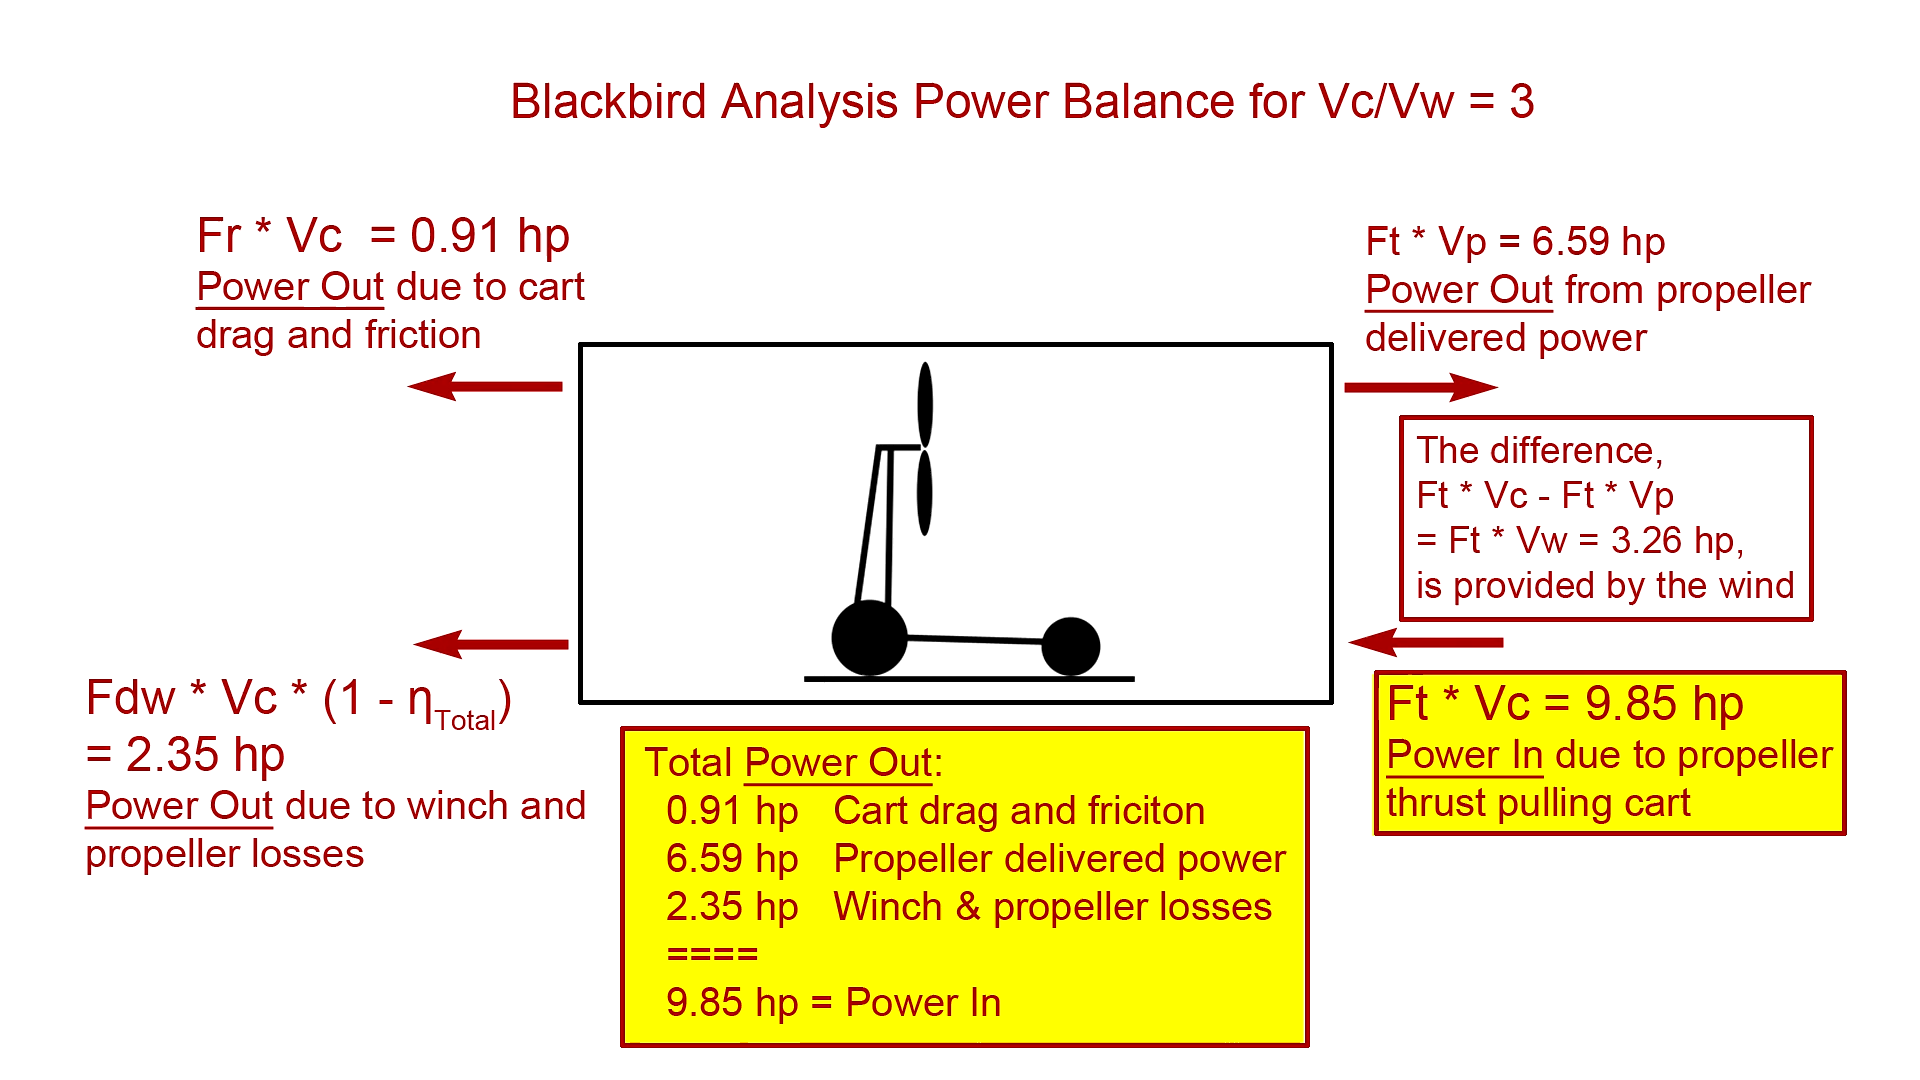 Blackbird Analysis Power Balance for Vc/Vw = 3
Fr * Vc  = 0.91 hp
Power Out due to cart
drag and friction
Ft * Vp = 6.59 hp
Power Out from propeller
delivered power
The difference,
Ft * Vc - Ft * Vp
= Ft * Vw = 3.26 hp,
is provided by the wind
Fdw * Vc * (1 - ηTotal)
= 2.35 hp
Power Out due to winch and
propeller losses
Ft * Vc = 9.85 hp
Power In due to propeller
thrust pulling cart
Total Power Out:
0.91 hp   Cart drag and friciton
6.59 hp   Propeller delivered power
2.35 hp   Winch & propeller losses
====
9.85 hp = Power In